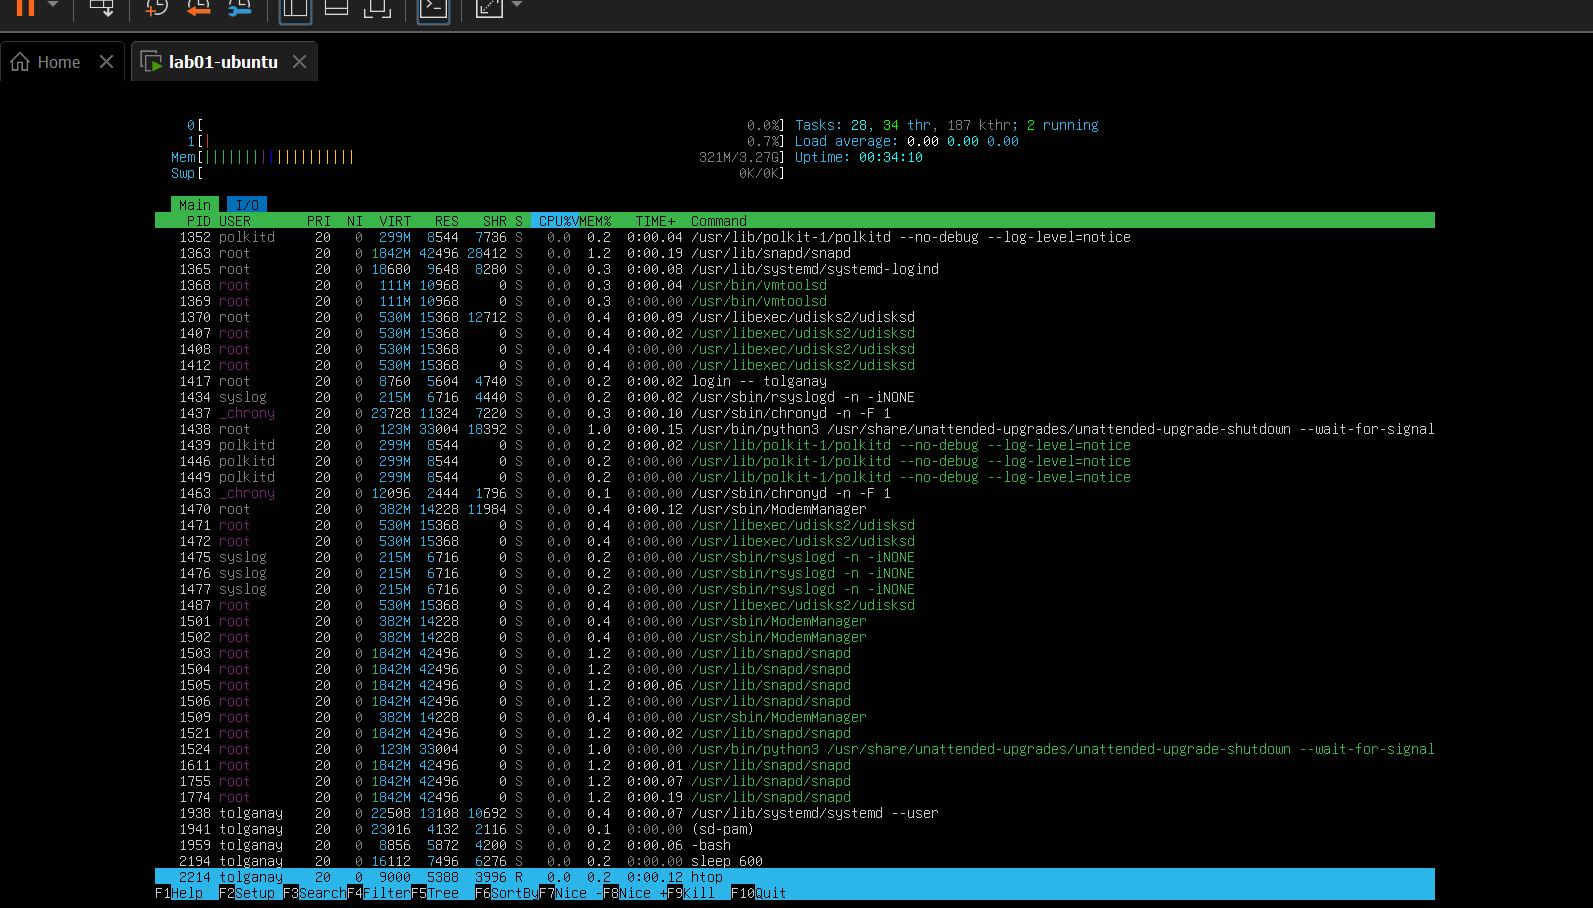 Home
lab01-ubuntu
0[ 0.0%] Tasks: 28, 34 thr, 187 kthr; 2 running
1[| 0.7%] Load average: 0.00 0.00 0.00
Mem[||||||||||||||||||| 321M/3.27G] Uptime: 00:34:10
Swp[ 0K/0K]
Main I/O
PID USER PRI NI VIRT RES SHR S CPU%▽MEM% TIME+ Command
1352 polkitd 20 0 299M 8544 7736 S 0.0 0.2 0:00.04 /usr/lib/polkit-1/polkitd --no-debug --log-level=notice
1363 root 20 0 1842M 42496 28412 S 0.0 1.2 0:00.19 /usr/lib/snapd/snapd
1365 root 20 0 18680 9648 8280 S 0.0 0.3 0:00.08 /usr/lib/systemd/systemd-logind
1368 root 20 0 111M 10968 0 S 0.0 0.3 0:00.04 /usr/bin/vmtoolsd
1369 root 20 0 111M 10968 0 S 0.0 0.3 0:00.00 /usr/bin/vmtoolsd
1370 root 20 0 530M 15368 12712 S 0.0 0.4 0:00.09 /usr/libexec/udisks2/udisksd
1407 root 20 0 530M 15368 0 S 0.0 0.4 0:00.02 /usr/libexec/udisks2/udisksd
1408 root 20 0 530M 15368 0 S 0.0 0.4 0:00.00 /usr/libexec/udisks2/udisksd
1412 root 20 0 530M 15368 0 S 0.0 0.4 0:00.00 /usr/libexec/udisks2/udisksd
1417 root 20 0 8760 5604 4740 S 0.0 0.2 0:00.02 login -- tolganay
1434 syslog 20 0 215M 6716 4440 S 0.0 0.2 0:00.02 /usr/sbin/rsyslogd -n -iNONE
1437 _chrony 20 0 23728 11324 7220 S 0.0 0.3 0:00.10 /usr/sbin/chronyd -n -F 1
1438 root 20 0 123M 33004 18392 S 0.0 1.0 0:00.15 /usr/bin/python3 /usr/share/unattended-upgrades/unattended-upgrade-shutdown --wait-for-signal
1439 polkitd 20 0 299M 8544 0 S 0.0 0.2 0:00.02 /usr/lib/polkit-1/polkitd --no-debug --log-level=notice
1446 polkitd 20 0 299M 8544 0 S 0.0 0.2 0:00.00 /usr/lib/polkit-1/polkitd --no-debug --log-level=notice
1449 polkitd 20 0 299M 8544 0 S 0.0 0.2 0:00.00 /usr/lib/polkit-1/polkitd --no-debug --log-level=notice
1463 _chrony 20 0 12096 2444 1796 S 0.0 0.1 0:00.00 /usr/sbin/chronyd -n -F 1
1470 root 20 0 382M 14228 11984 S 0.0 0.4 0:00.12 /usr/sbin/ModemManager
1471 root 20 0 530M 15368 0 S 0.0 0.4 0:00.00 /usr/libexec/udisks2/udisksd
1472 root 20 0 530M 15368 0 S 0.0 0.4 0:00.00 /usr/libexec/udisks2/udisksd
1475 syslog 20 0 215M 6716 0 S 0.0 0.2 0:00.00 /usr/sbin/rsyslogd -n -iNONE
1476 syslog 20 0 215M 6716 0 S 0.0 0.2 0:00.00 /usr/sbin/rsyslogd -n -iNONE
1477 syslog 20 0 215M 6716 0 S 0.0 0.2 0:00.00 /usr/sbin/rsyslogd -n -iNONE
1487 root 20 0 530M 15368 0 S 0.0 0.4 0:00.00 /usr/libexec/udisks2/udisksd
1501 root 20 0 382M 14228 0 S 0.0 0.4 0:00.00 /usr/sbin/ModemManager
1502 root 20 0 382M 14228 0 S 0.0 0.4 0:00.00 /usr/sbin/ModemManager
1503 root 20 0 1842M 42496 0 S 0.0 1.2 0:00.00 /usr/lib/snapd/snapd
1504 root 20 0 1842M 42496 0 S 0.0 1.2 0:00.00 /usr/lib/snapd/snapd
1505 root 20 0 1842M 42496 0 S 0.0 1.2 0:00.06 /usr/lib/snapd/snapd
1506 root 20 0 1842M 42496 0 S 0.0 1.2 0:00.00 /usr/lib/snapd/snapd
1509 root 20 0 382M 14228 0 S 0.0 0.4 0:00.00 /usr/sbin/ModemManager
1521 root 20 0 1842M 42496 0 S 0.0 1.2 0:00.02 /usr/lib/snapd/snapd
1524 root 20 0 123M 33004 0 S 0.0 1.0 0:00.00 /usr/bin/python3 /usr/share/unattended-upgrades/unattended-upgrade-shutdown --wait-for-signal
1611 root 20 0 1842M 42496 0 S 0.0 1.2 0:00.01 /usr/lib/snapd/snapd
1755 root 20 0 1842M 42496 0 S 0.0 1.2 0:00.07 /usr/lib/snapd/snapd
1774 root 20 0 1842M 42496 0 S 0.0 1.2 0:00.19 /usr/lib/snapd/snapd
1938 tolganay 20 0 22508 13108 10692 S 0.0 0.4 0:00.07 /usr/lib/systemd/systemd --user
1941 tolganay 20 0 23016 4132 2116 S 0.0 0.1 0:00.00 (sd-pam)
1959 tolganay 20 0 8856 5872 4200 S 0.0 0.2 0:00.06 -bash
2194 tolganay 20 0 16112 7496 6276 S 0.0 0.2 0:00.00 sleep 600
2214 tolganay 20 0 9000 5388 3996 R 0.0 0.2 0:00.12 htop
F1Help F2Setup F3SearchF4FilterF5Tree F6SortByF7Nice -F8Nice +F9Kill F10Quit